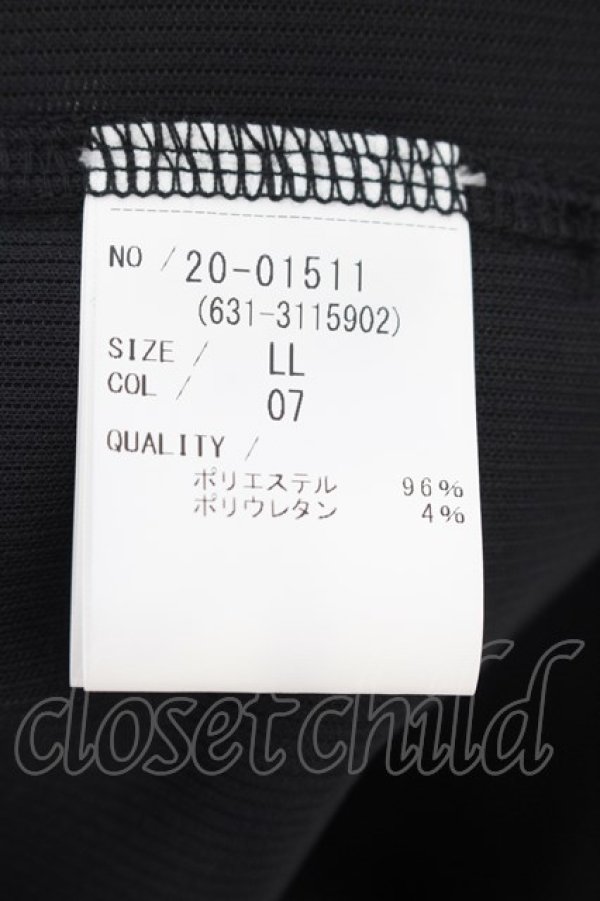 NO / 20-01511
(631-3115902)
SIZE / LL
COL / 07
QUALITY /
ポリエステル 96%
ポリウレタン 4%
closetchild